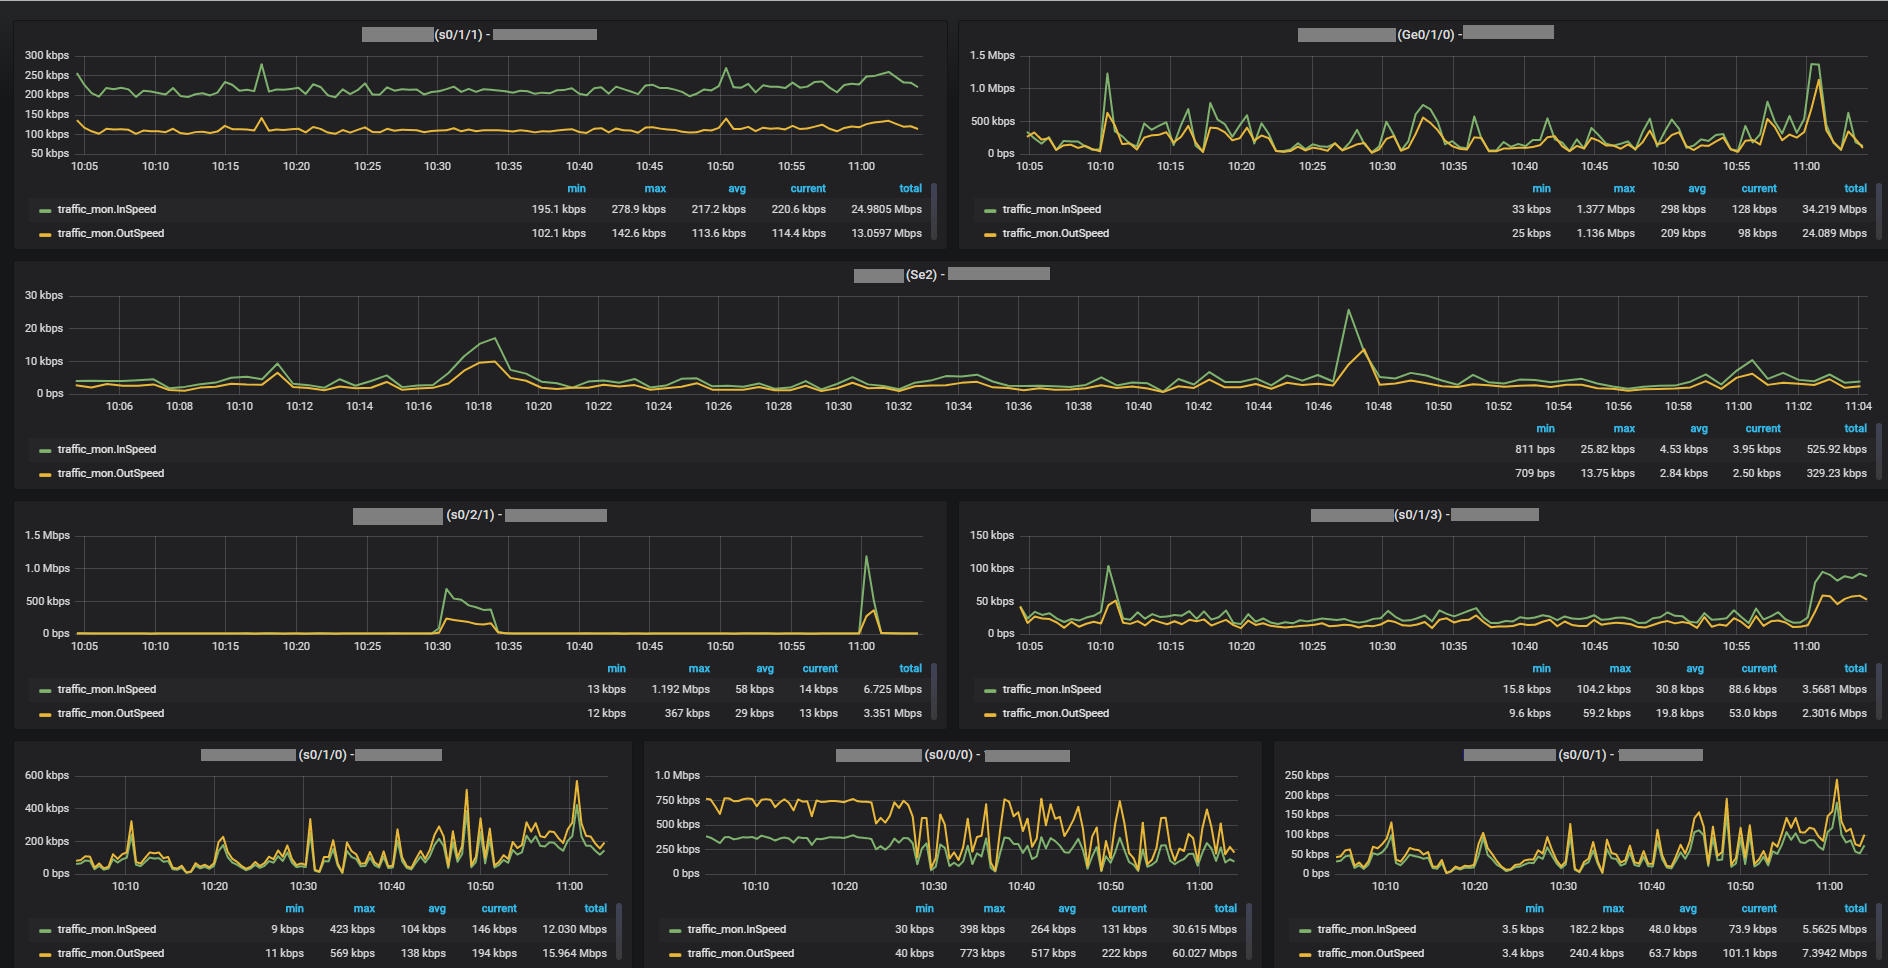 (s0/1/1) -
300 kbps
250 kbps
200 kbps
150 kbps
100 kbps
50 kbps
10:05 10:10 10:15 10:20 10:25 10:30 10:35 10:40 10:45 10:50 10:55 11:00
min max avg current total
traffic_mon.InSpeed 195.1 kbps 278.9 kbps 217.2 kbps 220.6 kbps 24.9805 Mbps
traffic_mon.OutSpeed 102.1 kbps 142.6 kbps 113.6 kbps 114.4 kbps 13.0597 Mbps
(Ge0/1/0) -
1.5 Mbps
1.0 Mbps
500 kbps
0 bps
10:05 10:10 10:15 10:20 10:25 10:30 10:35 10:40 10:45 10:50 10:55 11:00
min max avg current total
traffic_mon.InSpeed 33 kbps 1.377 Mbps 298 kbps 128 kbps 34.219 Mbps
traffic_mon.OutSpeed 25 kbps 1.136 Mbps 209 kbps 98 kbps 24.089 Mbps
(Se2) -
30 kbps
20 kbps
10 kbps
0 bps
10:06 10:08 10:10 10:12 10:14 10:16 10:18 10:20 10:22 10:24 10:26 10:28 10:30 10:32 10:34 10:36 10:38 10:40 10:42 10:44 10:46 10:48 10:50 10:52 10:54 10:56 10:58 11:00 11:02 11:04
min max avg current total
traffic_mon.InSpeed 811 bps 25.82 kbps 4.53 kbps 3.95 kbps 525.92 kbps
traffic_mon.OutSpeed 709 bps 13.75 kbps 2.84 kbps 2.50 kbps 329.23 kbps
(s0/2/1) -
1.5 Mbps
1.0 Mbps
500 kbps
0 bps
10:05 10:10 10:15 10:20 10:25 10:30 10:35 10:40 10:45 10:50 10:55 11:00
min max avg current total
traffic_mon.InSpeed 13 kbps 1.192 Mbps 58 kbps 14 kbps 6.725 Mbps
traffic_mon.OutSpeed 12 kbps 367 kbps 29 kbps 13 kbps 3.351 Mbps
(s0/1/3) -
150 kbps
100 kbps
50 kbps
0 bps
10:05 10:10 10:15 10:20 10:25 10:30 10:35 10:40 10:45 10:50 10:55 11:00
min max avg current total
traffic_mon.InSpeed 15.8 kbps 104.2 kbps 30.8 kbps 88.6 kbps 3.5681 Mbps
traffic_mon.OutSpeed 9.6 kbps 59.2 kbps 19.8 kbps 53.0 kbps 2.3016 Mbps
(s0/1/0) -
600 kbps
400 kbps
200 kbps
0 bps
10:10 10:20 10:30 10:40 10:50 11:00
min max avg current total
traffic_mon.InSpeed 9 kbps 423 kbps 104 kbps 146 kbps 12.030 Mbps
traffic_mon.OutSpeed 11 kbps 569 kbps 138 kbps 194 kbps 15.964 Mbps
(s0/0/0) -
1.0 Mbps
750 kbps
500 kbps
250 kbps
0 bps
10:10 10:20 10:30 10:40 10:50 11:00
min max avg current total
traffic_mon.InSpeed 30 kbps 398 kbps 264 kbps 131 kbps 30.615 Mbps
traffic_mon.OutSpeed 40 kbps 773 kbps 517 kbps 222 kbps 60.027 Mbps
(s0/0/1) -
250 kbps
200 kbps
150 kbps
100 kbps
50 kbps
0 bps
10:10 10:20 10:30 10:40 10:50 11:00
min max avg current total
traffic_mon.InSpeed 3.5 kbps 182.2 kbps 48.0 kbps 73.9 kbps 5.5625 Mbps
traffic_mon.OutSpeed 3.4 kbps 240.4 kbps 63.7 kbps 101.1 kbps 7.3942 Mbps